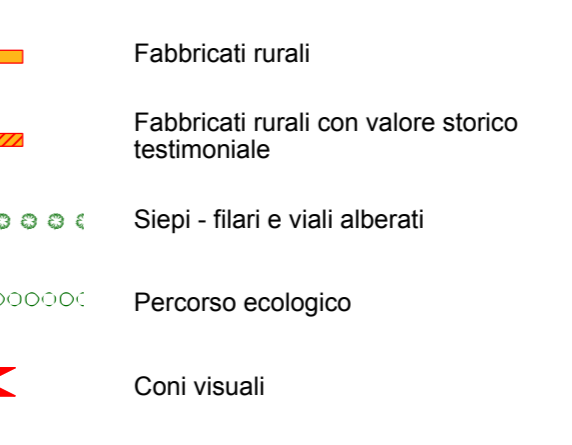 Fabbricati rurali
Fabbricati rurali con valore storico
testimoniale
Siepi - filari e viali alberati
Percorso ecologico
Coni visuali